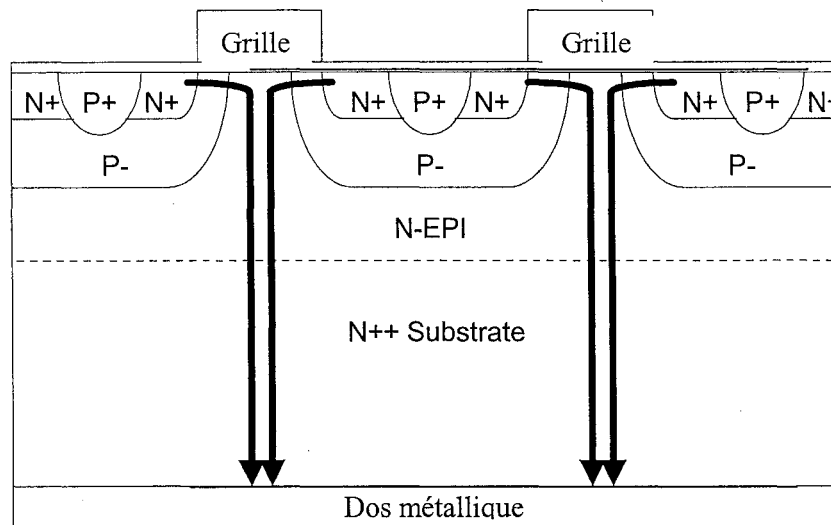 Grille Grille
N+ P+ N+ N+ P+ N+ N+ P+ N+
P- P- P-
N-EPI
N++ Substrate
Dos métallique